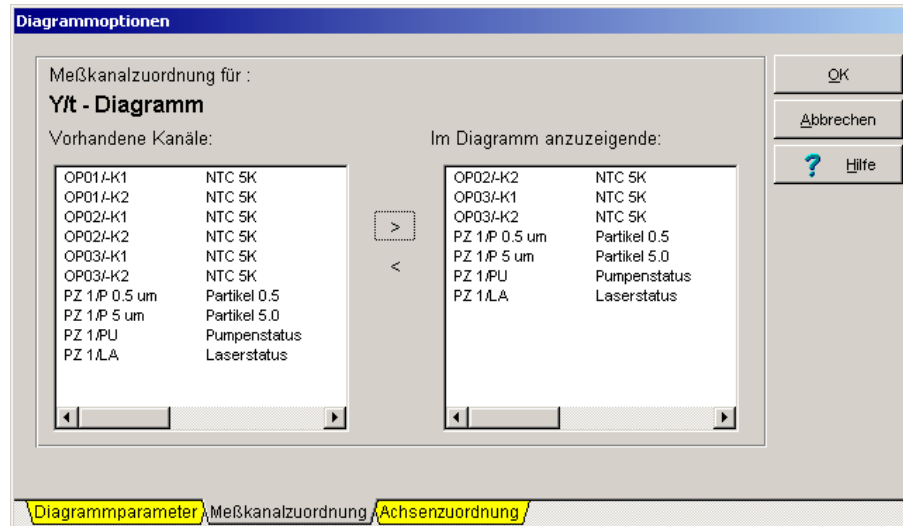 Diagrammoptionen
Meßkanalzuordnung für :
Y/t - Diagramm
Vorhandene Kanäle:
OP01/-K1 NTC 5K
OP01/-K2 NTC 5K
OP02/-K1 NTC 5K
OP02/-K2 NTC 5K
OP03/-K1 NTC 5K
OP03/-K2 NTC 5K
PZ 1/P 0.5 um Partikel 0.5
PZ 1/P 5 um Partikel 5.0
PZ 1/PU Pumpenstatus
PZ 1/LA Laserstatus
>
<
Im Diagramm anzuzeigende:
OP02/-K2 NTC 5K
OP03/-K1 NTC 5K
OP03/-K2 NTC 5K
PZ 1/P 0.5 um Partikel 0.5
PZ 1/P 5 um Partikel 5.0
PZ 1/PU Pumpenstatus
PZ 1/LA Laserstatus
OK
Abbrechen
? Hilfe
Diagrammparameter Meßkanalzuordnung Achsenzuordnung